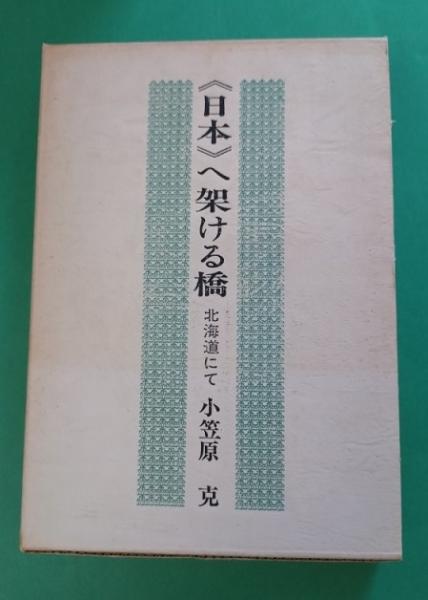 《日本》へ架ける橋
北海道にて
小笠原 克